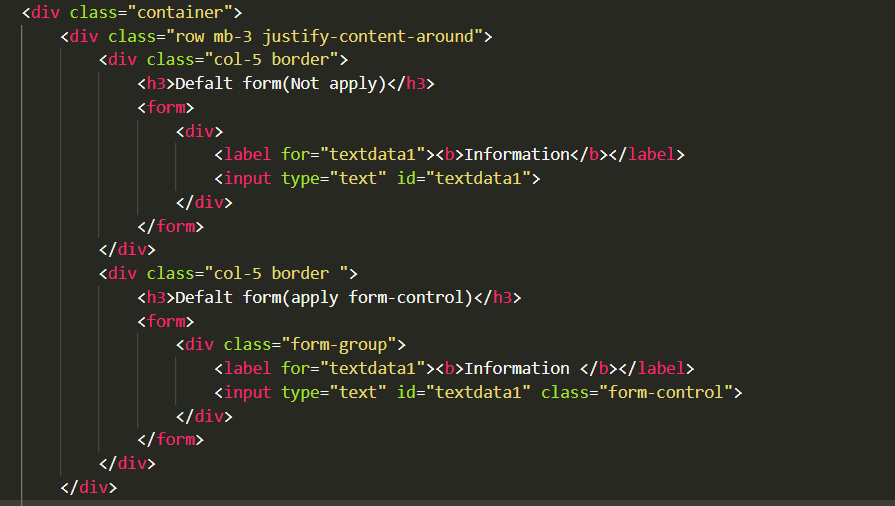 <div class="container">
<div class="row mb-3 justify-content-around">
<div class="col-5 border">
<h3>Defalt form(Not apply)</h3>
<form>
<div>
<label for="textdata1"><b>Information</b></label>
<input type="text" id="textdata1">
</div>
</form>
</div>
<div class="col-5 border ">
<h3>Defalt form(apply form-control)</h3>
<form>
<div class="form-group">
<label for="textdata1"><b>Information </b></label>
<input type="text" id="textdata1" class="form-control">
</div>
</form>
</div>
</div>